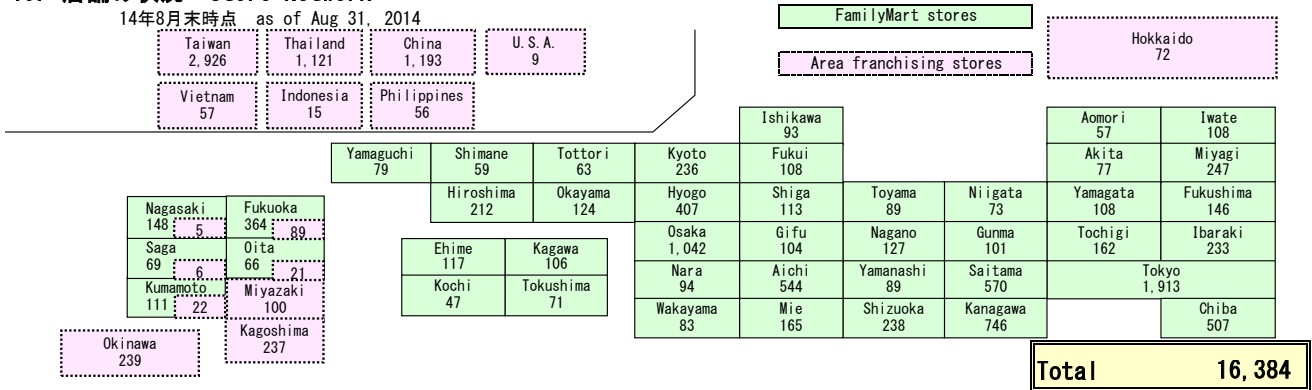 14年8月末時点 as of Aug 31, 2014
FamilyMart stores
Area franchising stores
Hokkaido
72
Taiwan
2,926
Thailand
1,121
China
1,193
U.S.A.
9
Vietnam
57
Indonesia
15
Philippines
56
Ishikawa
93
Aomori
57
Iwate
108
Yamaguchi
79
Shimane
59
Tottori
63
Kyoto
236
Fukui
108
Akita
77
Miyagi
247
Hiroshima
212
Okayama
124
Hyogo
407
Shiga
113
Toyama
89
Niigata
73
Yamagata
108
Fukushima
146
Nagasaki
148 5
Fukuoka
364 89
Osaka
1,042
Gifu
104
Nagano
127
Gunma
101
Tochigi
162
Ibaraki
233
Saga
69 6
Oita
66 21
Ehime
117
Kagawa
106
Nara
94
Aichi
544
Yamanashi
89
Saitama
570
Tokyo
1,913
Kumamoto
111 22
Miyazaki
100
Kochi
47
Tokushima
71
Wakayama
83
Mie
165
Shizuoka
238
Kanagawa
746
Chiba
507
Kagoshima
237
Okinawa
239
Total 16,384